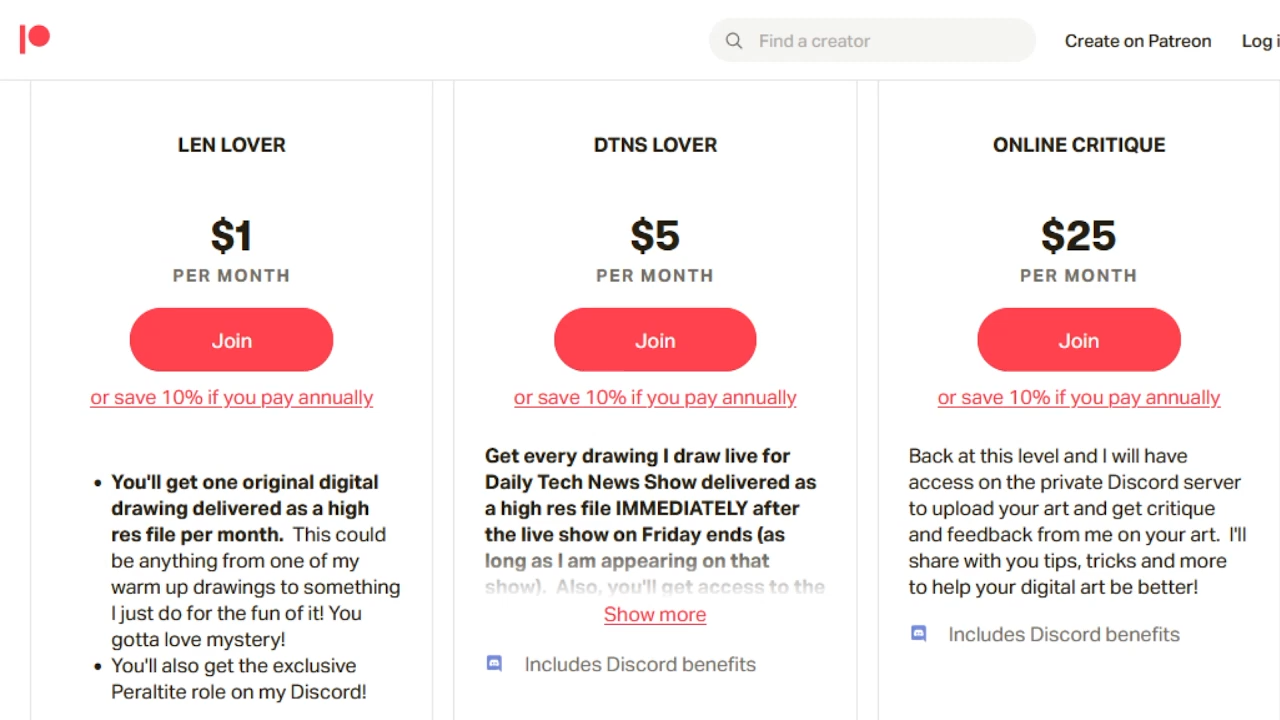 Find a creator
Create on Patreon
Log i
LEN LOVER
$1
PER MONTH
Join
or save 10% if you pay annually
• You'll get one original digital
drawing delivered as a high
res file per month. This could
be anything from one of my
warm up drawings to something
I just do for the fun of it! You
gotta love mystery!
• You'll also get the exclusive
Peraltite role on my Discord!
DTNS LOVER
$5
PER MONTH
Join
or save 10% if you pay annually
Get every drawing I draw live for
Daily Tech News Show delivered as
a high res file IMMEDIATELY after
the live show on Friday ends (as
long as I am appearing on that
show). Also, you'll get access to the
Show more
Includes Discord benefits
ONLINE CRITIQUE
$25
PER MONTH
Join
or save 10% if you pay annually
Back at this level and I will have
access on the private Discord server
to upload your art and get critique
and feedback from me on your art. I'll
share with you tips, tricks and more
to help your digital art be better!
Includes Discord benefits